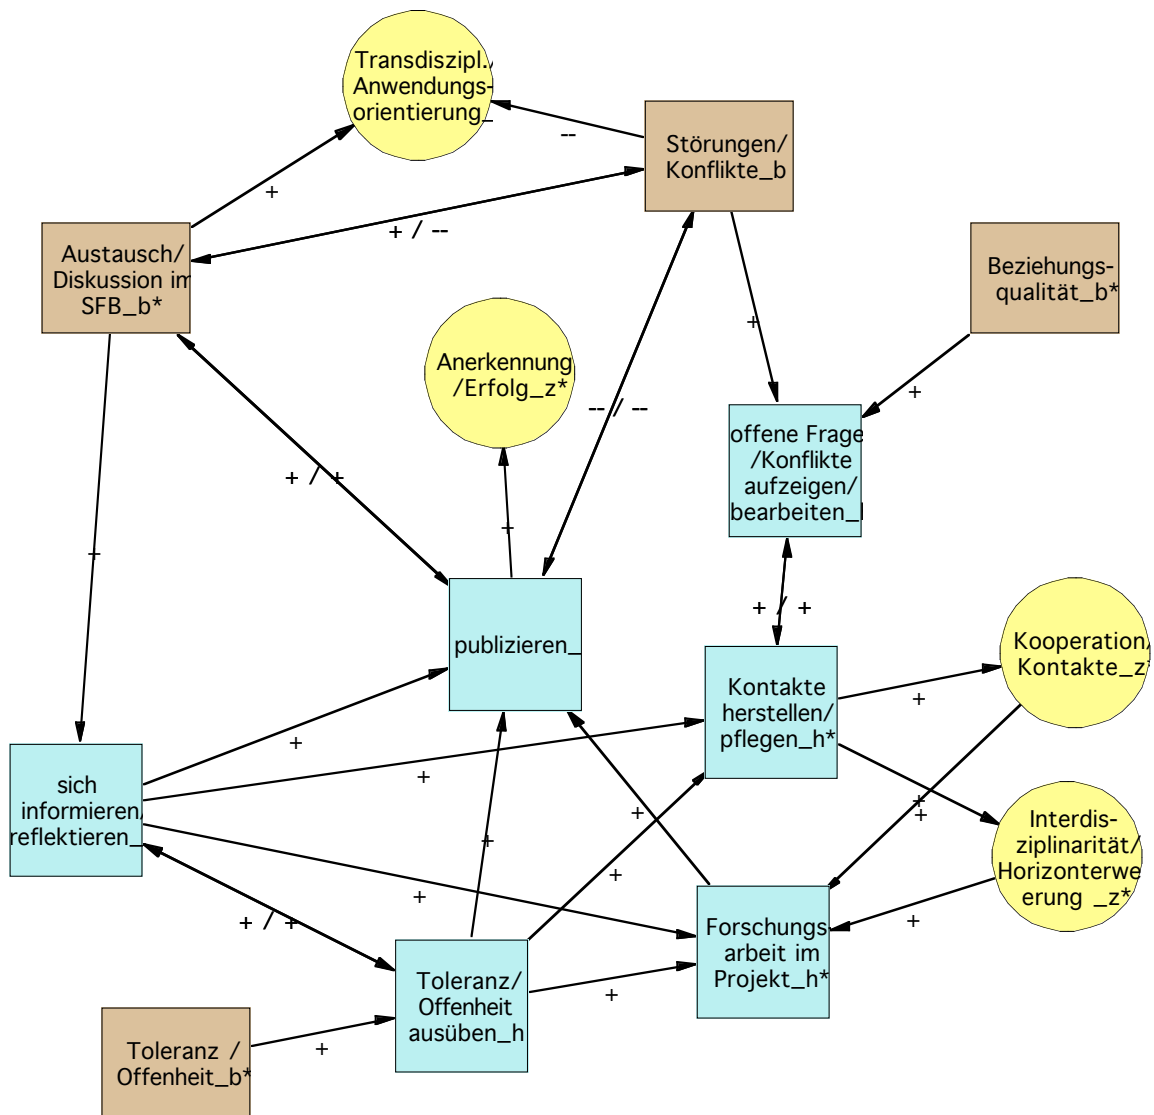 Transdiszipl./
Anwendungs-
orientierung_
--
Störungen/
Konflikte_b
+
+ / --
Austausch/
Diskussion im
SFB_b*
Beziehungs-
qualität_b*
+
Anerkennung
/Erfolg_z*
-- / --
+
offene Frage
/Konflikte
aufzeigen/
bearbeiten_
+ / +
+
+
+ / +
publizieren_
Kooperation/
Kontakte_z
Kontakte
herstellen/
pflegen_h*
+
+
+
sich
informieren/
reflektieren_
+
+
+
+
+
Interdis-
ziplinarität/
Horizonterwe
erung _z*
+
+
+ / +
+
Forschungs
arbeit im
Projekt_h*
Toleranz/
Offenheit
ausüben_h
+
Toleranz /
Offenheit_b*
+